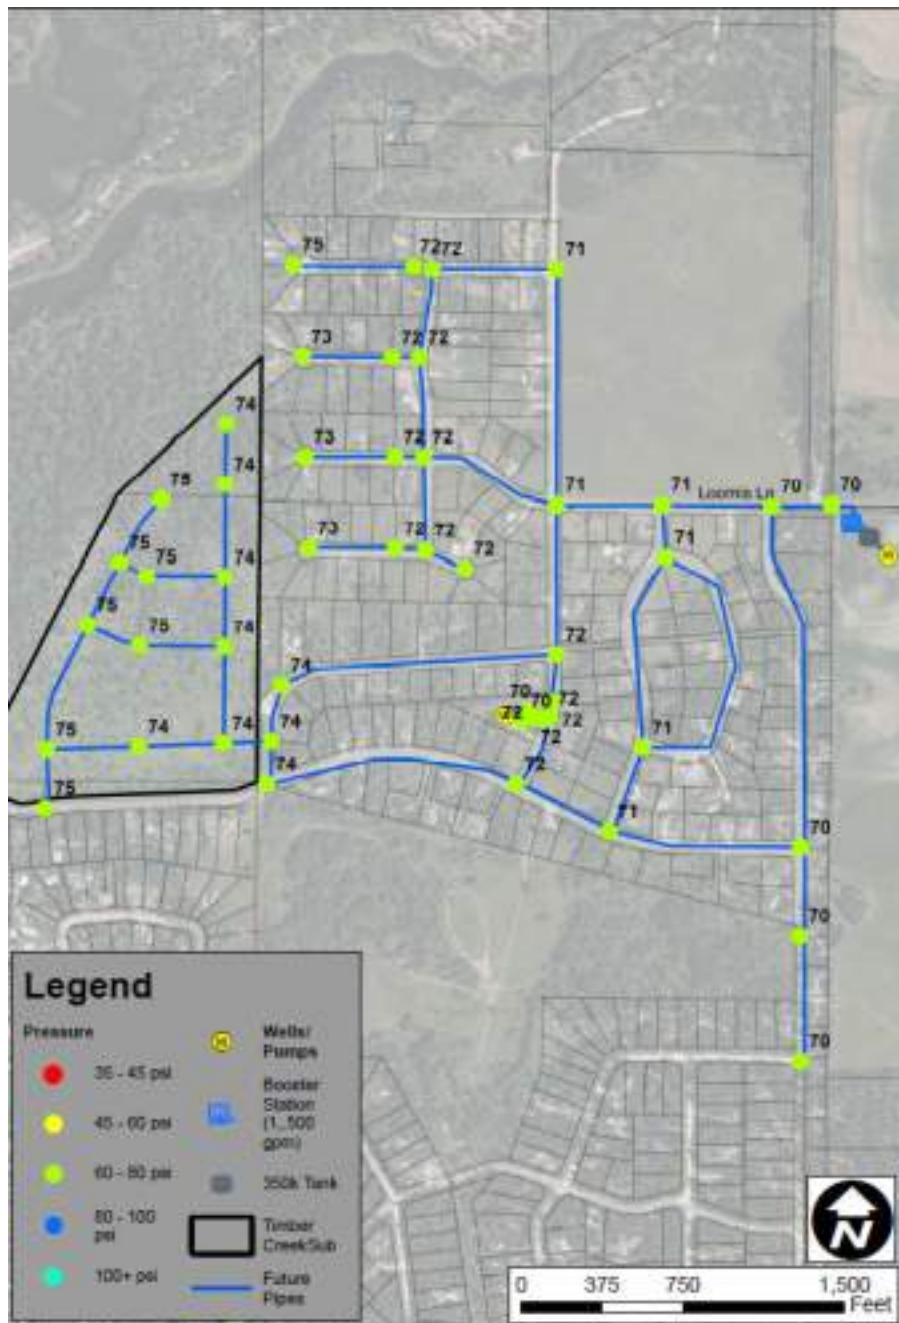 75 72 72 71
73 72 72
74
73 72 72
74
75
71 71 Loomis Ln 70 70
73 72 72
72
71
75 75 74
75
75 74
72
74
70 70 72
72 72
74
72
75 74 74
74
72
75
71
70
70
70
Legend
Pressure
35 - 45 psi
45 - 60 psi
60 - 80 psi
80 - 100
psi
100+ psi
Wells/
Pumps
Booster
Station
(1,500
gpm)
350k Tank
Timber
CreekSub
Future
Pipes
N
0 375 750 1,500
Feet